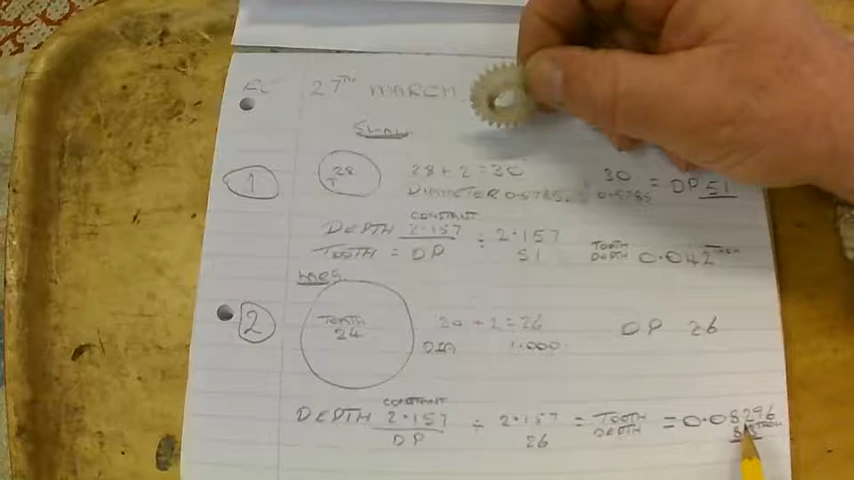 27TH MARCH
SMALL
1 28 T 28 + 2 = 30 30 = DP 51
DIAMETER 0.5785 0.5785
DEPTH CONSTANT 2.157 ÷ 2.157
TOOTH = DP 51 TOOTH DEPTH 0.042
2 TEETH 24 + 2 = 26 DP 26
24 DIA 1.000
DEPTH CONSTANT 2.157 ÷ 2.157 = TOOTH DEPTH = 0.08296
DP 26